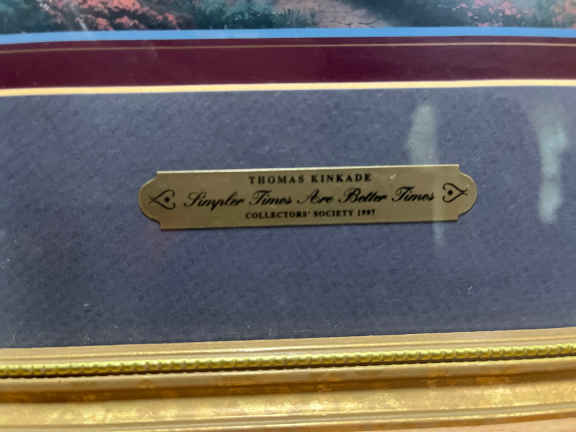 THOMAS KINKADE
Simpler Times Are Better Times
COLLECTORS' SOCIETY 1997